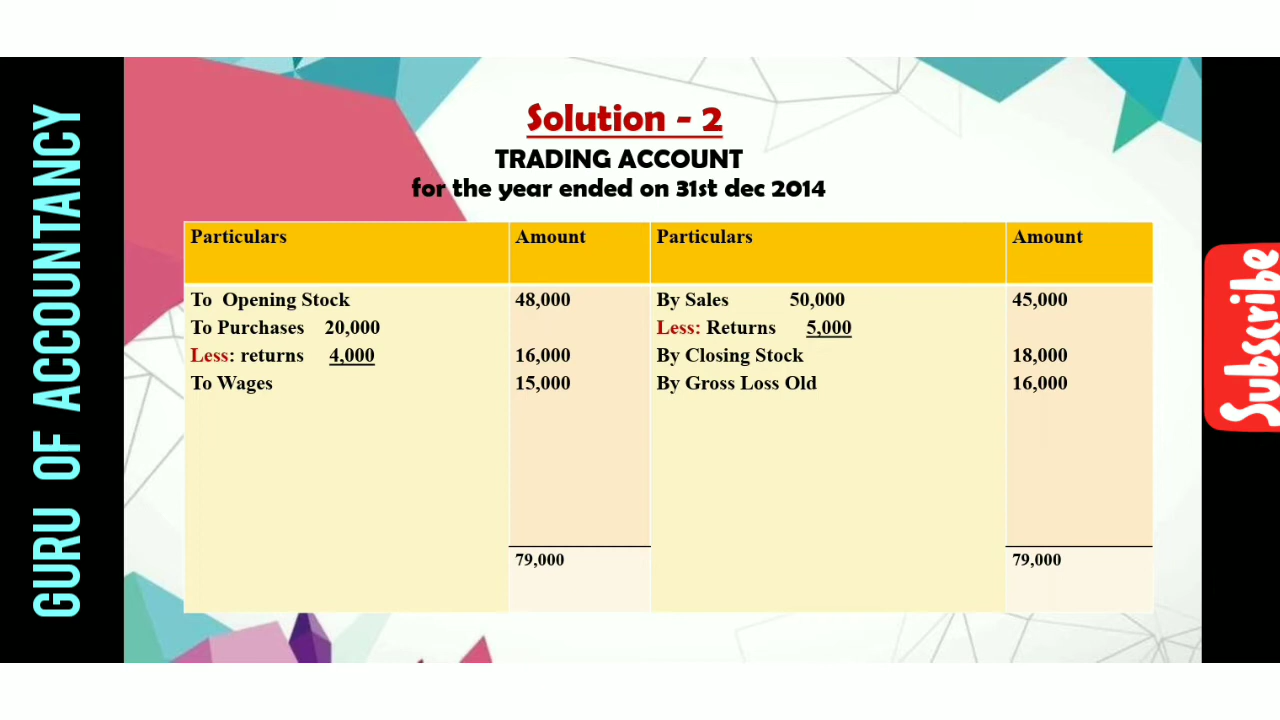 GURU OF ACCOUNTANCY
Solution - 2
TRADING ACCOUNT
for the year ended on 31st dec 2014
Particulars Amount Particulars Amount
To Opening Stock 48,000 By Sales 50,000 45,000
To Purchases 20,000 Less: Returns 5,000
Less: returns 4,000 16,000 By Closing Stock 18,000
To Wages 15,000 By Gross Loss Old 16,000
79,000 79,000
Subscribe